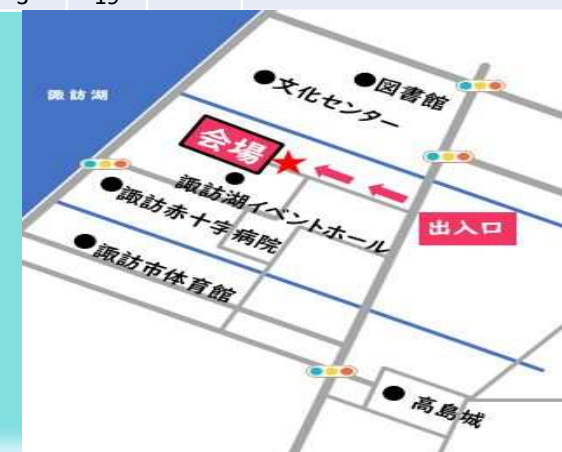 19
諏訪湖
文化センター
図書館
会場
諏訪湖イベントホール
諏訪赤十字病院
出入口
諏訪市体育館
高島城